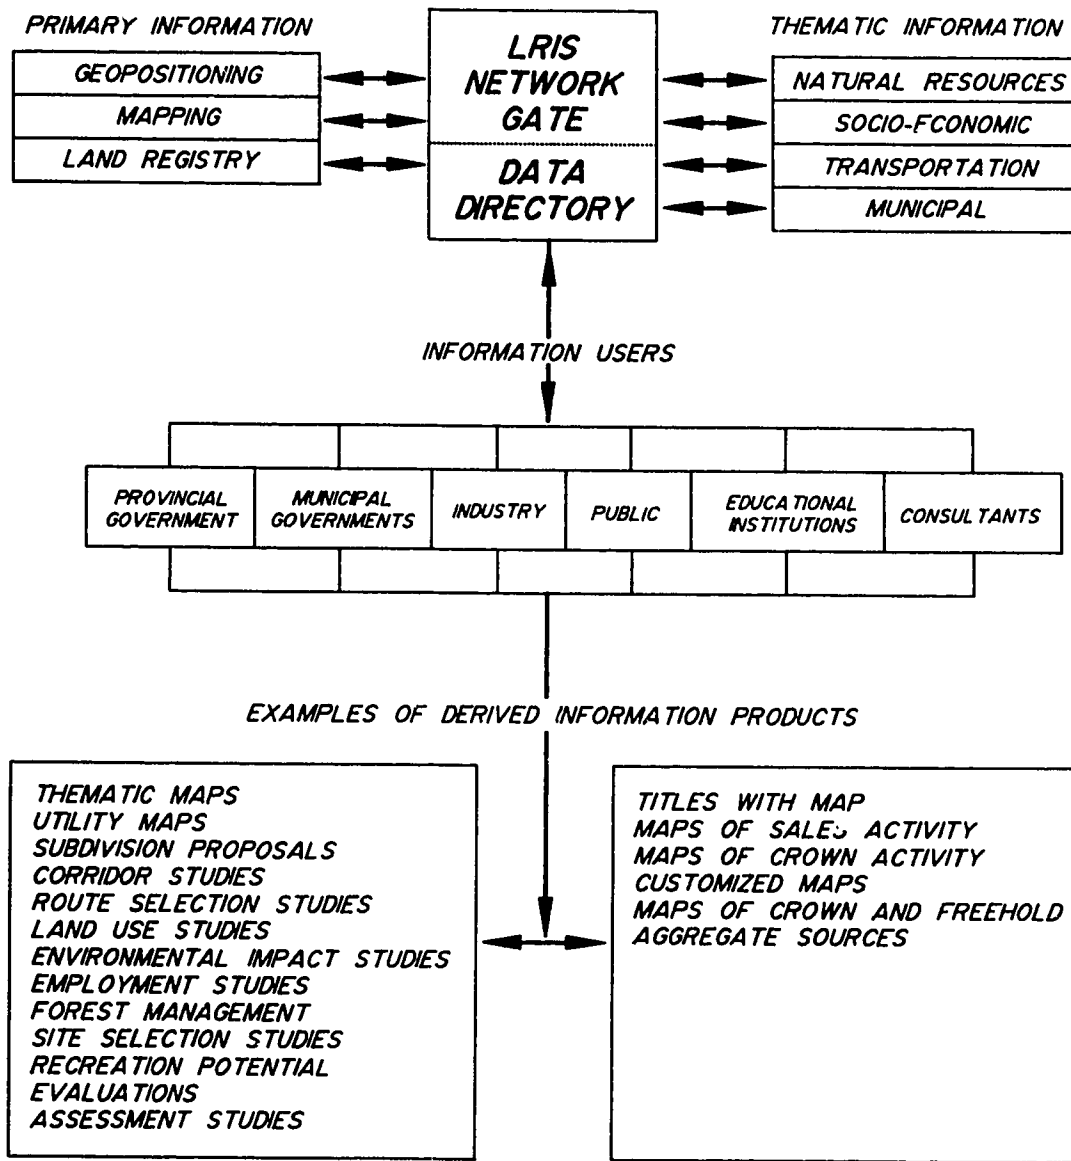 PRIMARY INFORMATION
GEOPOSITIONING
MAPPING
LAND REGISTRY
LRIS
NETWORK
GATE
DATA
DIRECTORY
THEMATIC INFORMATION
NATURAL RESOURCES
SOCIO-FCONOMIC
TRANSPORTATION
MUNICIPAL
INFORMATION USERS
PROVINCIAL
GOVERNMENT
MUNICIPAL
GOVERNMENTS
INDUSTRY
PUBLIC
EDUCATIONAL
INSTITUTIONS
CONSULTANTS
EXAMPLES OF DERIVED INFORMATION PRODUCTS
THEMATIC MAPS
UTILITY MAPS
SUBDIVISION PROPOSALS
CORRIDOR STUDIES
ROUTE SELECTION STUDIES
LAND USE STUDIES
ENVIRONMENTAL IMPACT STUDIES
EMPLOYMENT STUDIES
FOREST MANAGEMENT
SITE SELECTION STUDIES
RECREATION POTENTIAL
EVALUATIONS
ASSESSMENT STUDIES
TITLES WITH MAP
MAPS OF SALES ACTIVITY
MAPS OF CROWN ACTIVITY
CUSTOMIZED MAPS
MAPS OF CROWN AND FREEHOLD
AGGREGATE SOURCES